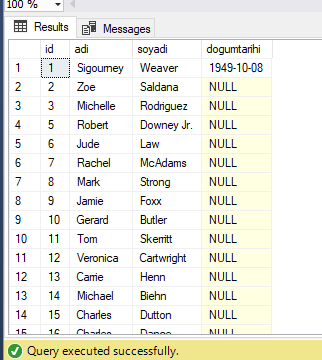 100 %
Results Messages
id adi soyadi dogumtarihi
1 1 Sigourney Weaver 1949-10-08
2 2 Zoe Saldana NULL
3 3 Michelle Rodriguez NULL
4 5 Robert Downey Jr. NULL
5 6 Jude Law NULL
6 7 Rachel McAdams NULL
7 8 Mark Strong NULL
8 9 Jamie Foxx NULL
9 10 Gerard Butler NULL
10 11 Tom Skerritt NULL
11 12 Veronica Cartwright NULL
12 13 Carrie Henn NULL
13 14 Michael Biehn NULL
14 15 Charles Dutton NULL
15 16 Charles Dance NULL
Query executed successfully.